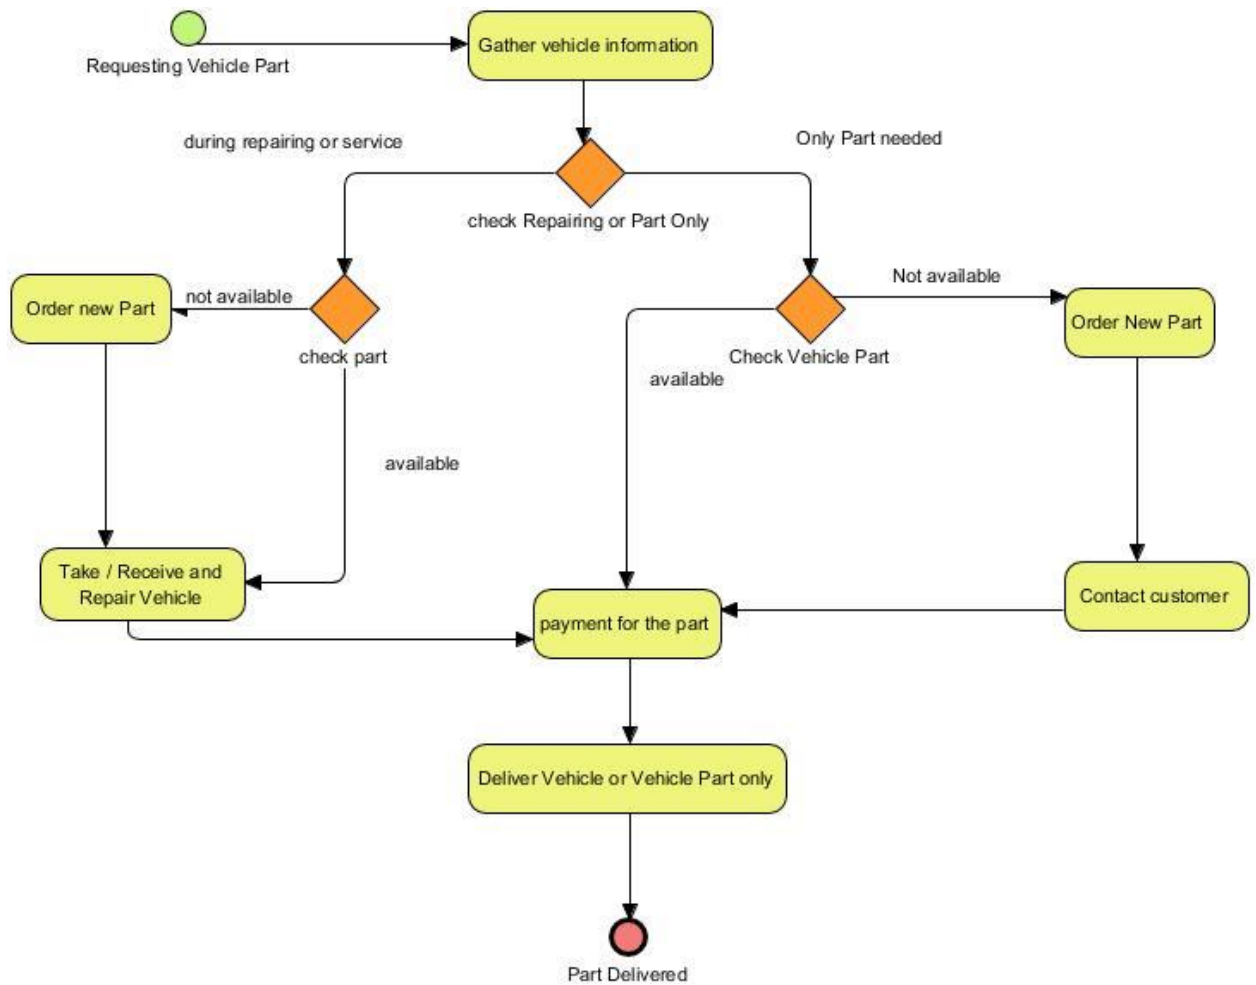 Gather vehicle information
Requesting Vehicle Part
during repairing or service
Only Part needed
check Repairing or Part Only
not available
Not available
Order new Part
Order New Part
check part
Check Vehicle Part
available
available
Take / Receive and
Repair Vehicle
payment for the part
Contact customer
Deliver Vehicle or Vehicle Part only
Part Delivered